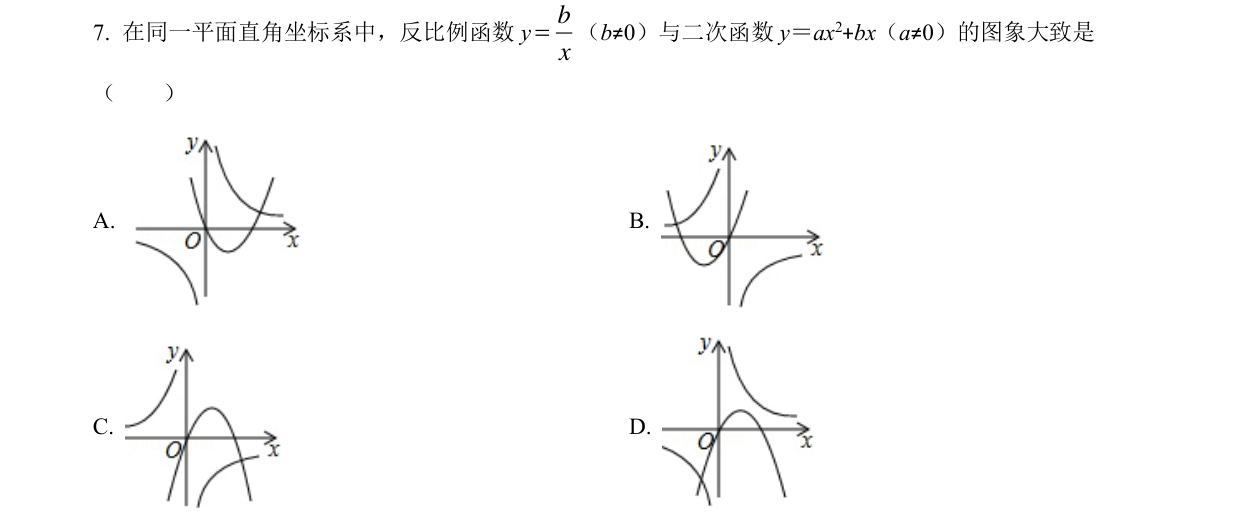 7. 在同一平面直角坐标系中，反比例函数 y＝b/x（b≠0）与二次函数 y＝ax²+bx（a≠0）的图象大致是
（　　）
A.
y
O
x
B.
y
O
x
C.
y
O
x
D.
y
O
x